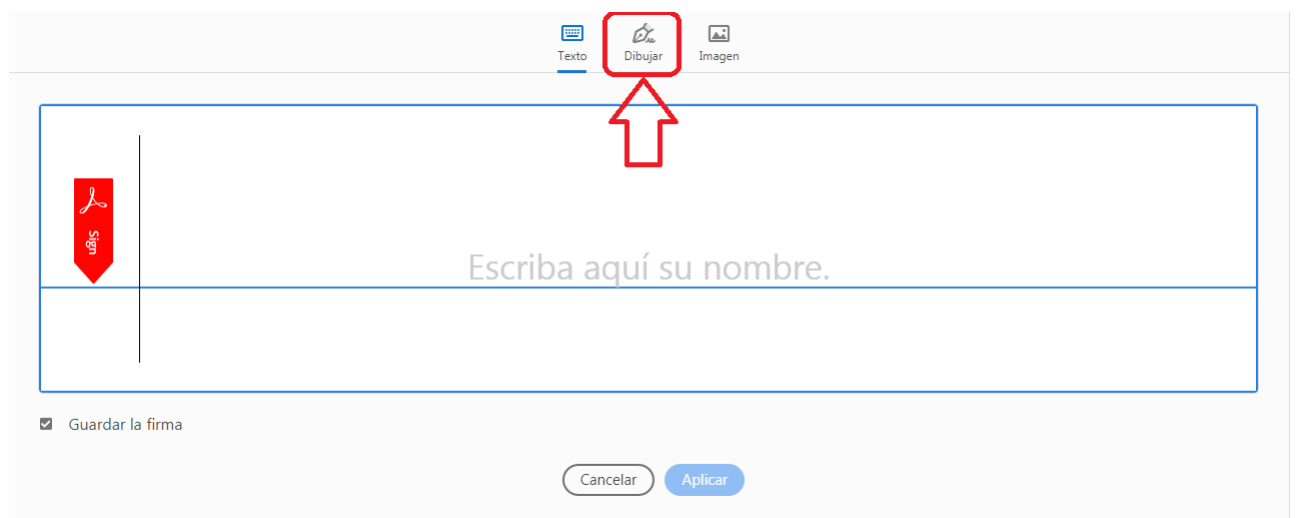 Texto Dibujar Imagen
Sign
Escriba aquí su nombre.
Guardar la firma
Cancelar Aplicar